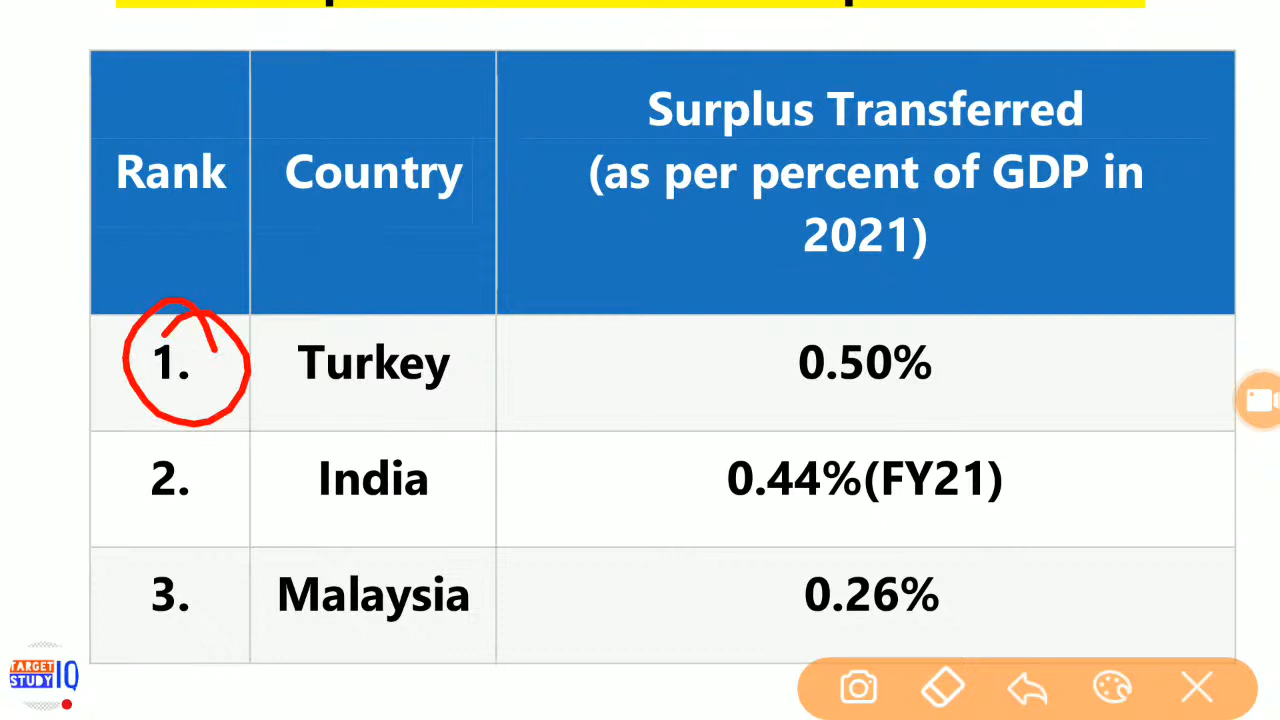 Rank
Country
Surplus Transferred
(as per percent of GDP in
2021)
1.
Turkey
0.50%
2.
India
0.44%(FY21)
3.
Malaysia
0.26%
TARGET
STUDY IQ